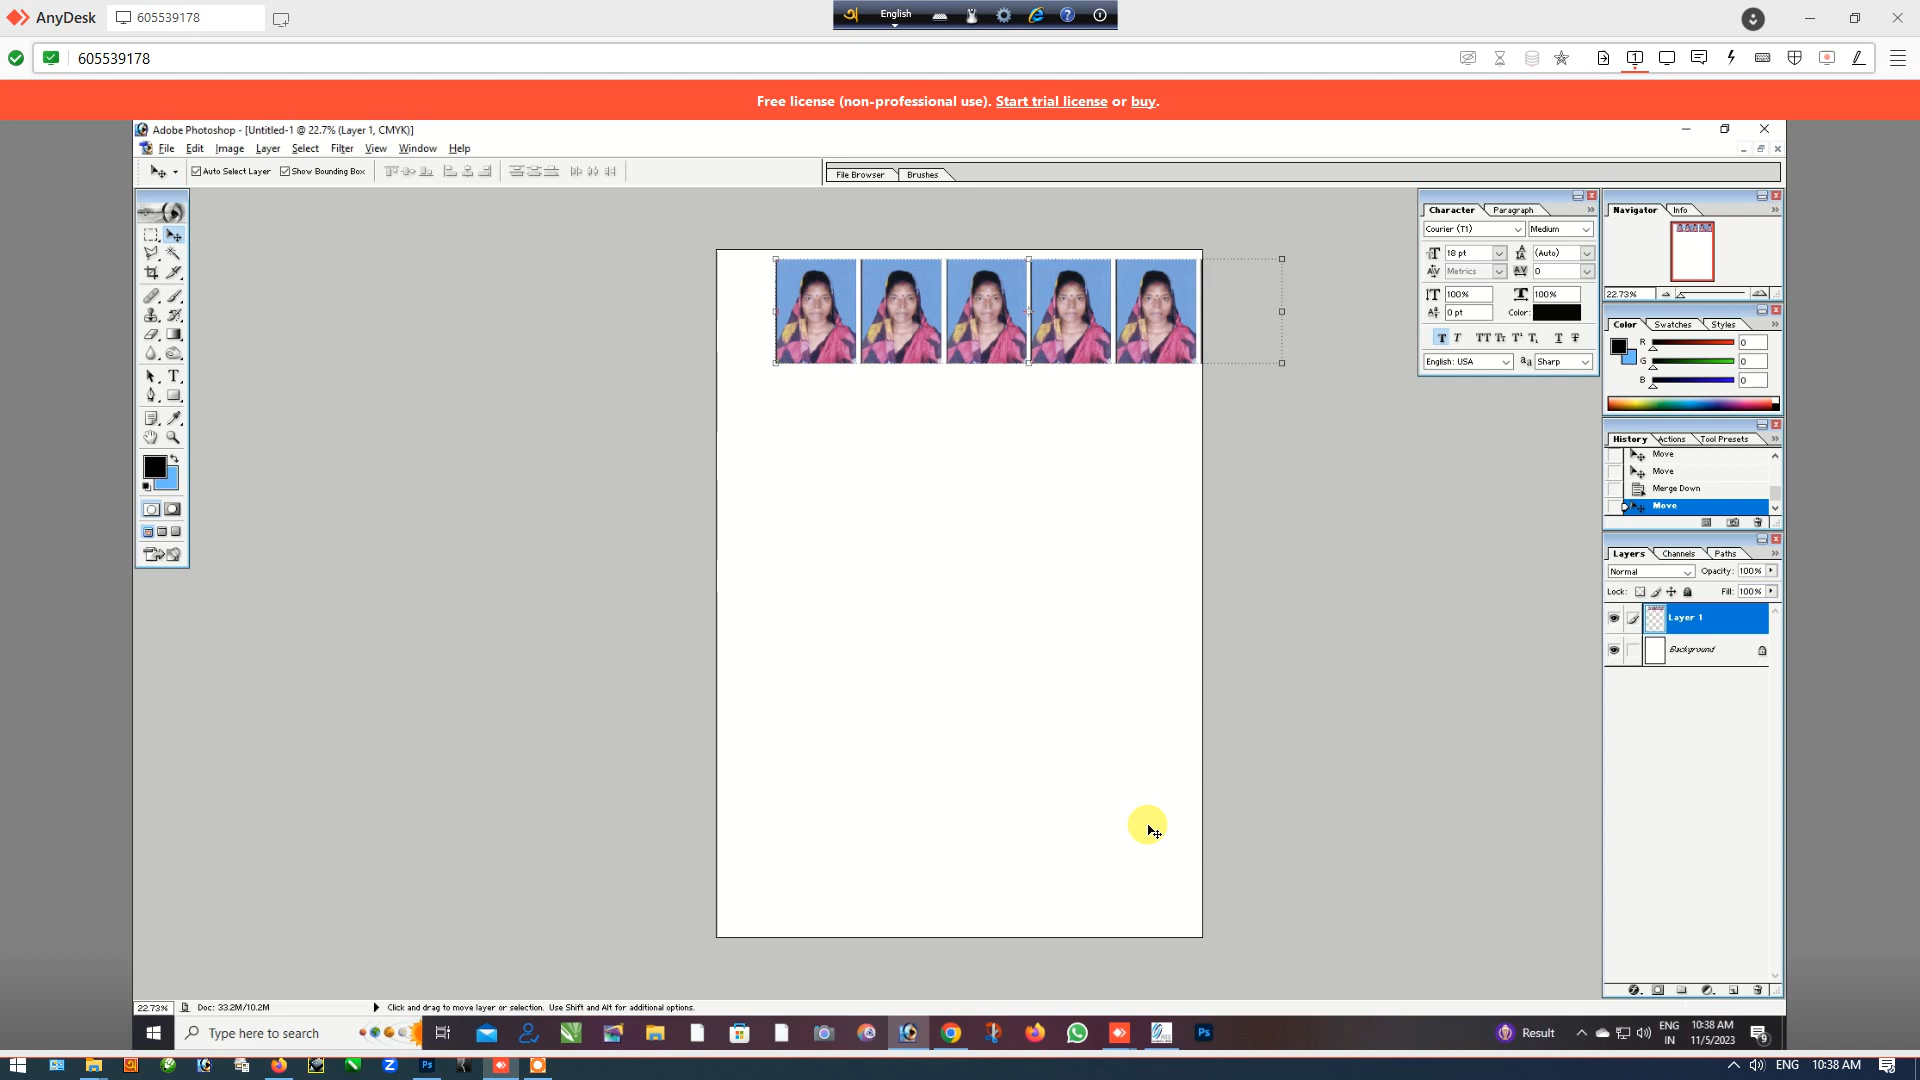 AnyDesk
605539178
English
605539178
Free license (non-professional use). Start trial license or buy.
Adobe Photoshop - [Untitled-1 @ 22.7% (Layer 1, CMYK)]
File Edit Image Layer Select Filter View Window Help
Auto Select Layer Show Bounding Box
File Browser Brushes
Character Paragraph
Courier (T1) Medium
18 pt (Auto)
Metrics 0
100% 100%
0 pt Color:
English: USA aa Sharp
Navigator Info
22.73%
Color Swatches Styles
R 0
G 0
B 0
History Actions Tool Presets
Move
Move
Merge Down
Move
Layers Channels Paths
Normal Opacity: 100%
Lock: Fill: 100%
Layer 1
Background
22.73% Doc: 33.2M/10.2M Click and drag to move layer or selection. Use Shift and Alt for additional options.
Type here to search
Result
ENG
IN
10:38 AM
11/5/2023
9
ENG 10:38 AM